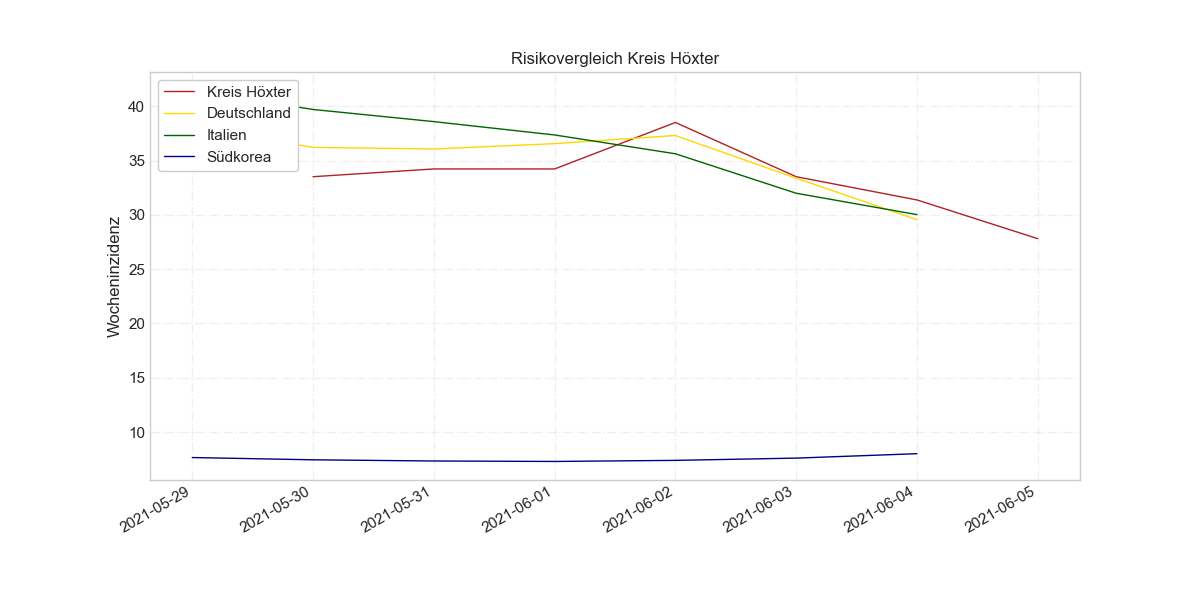 Risikovergleich Kreis Höxter
Kreis Höxter
Deutschland
Italien
Südkorea
Wocheninzidenz
40
35
30
25
20
15
10
2021-05-29
2021-05-30
2021-05-31
2021-06-01
2021-06-02
2021-06-03
2021-06-04
2021-06-05